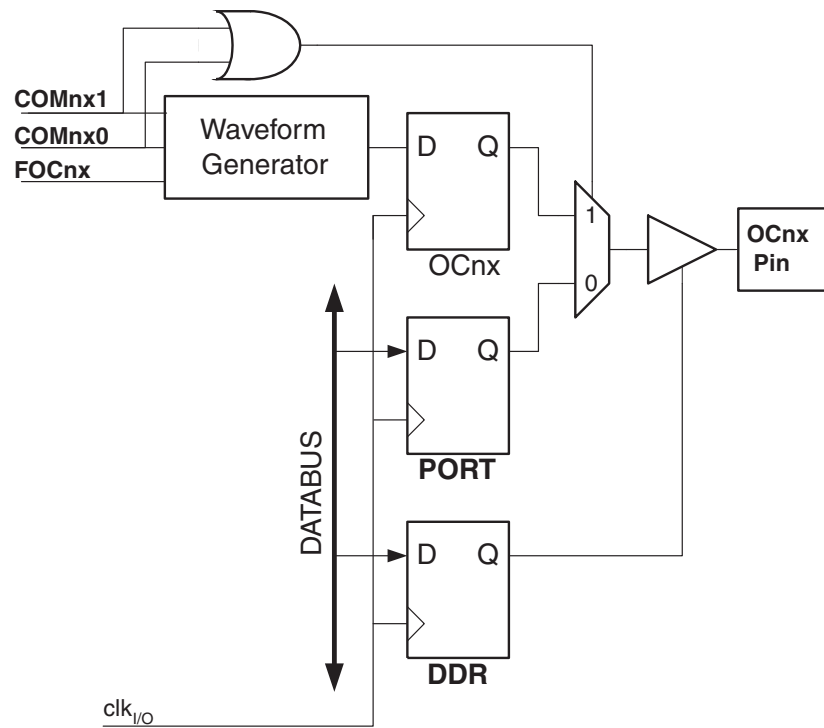 COMnx1
COMnx0
FOCnx
Waveform
Generator
D Q
OCnx
1
0
OCnx
Pin
D Q
PORT
DATABUS
D Q
DDR
clkI/O